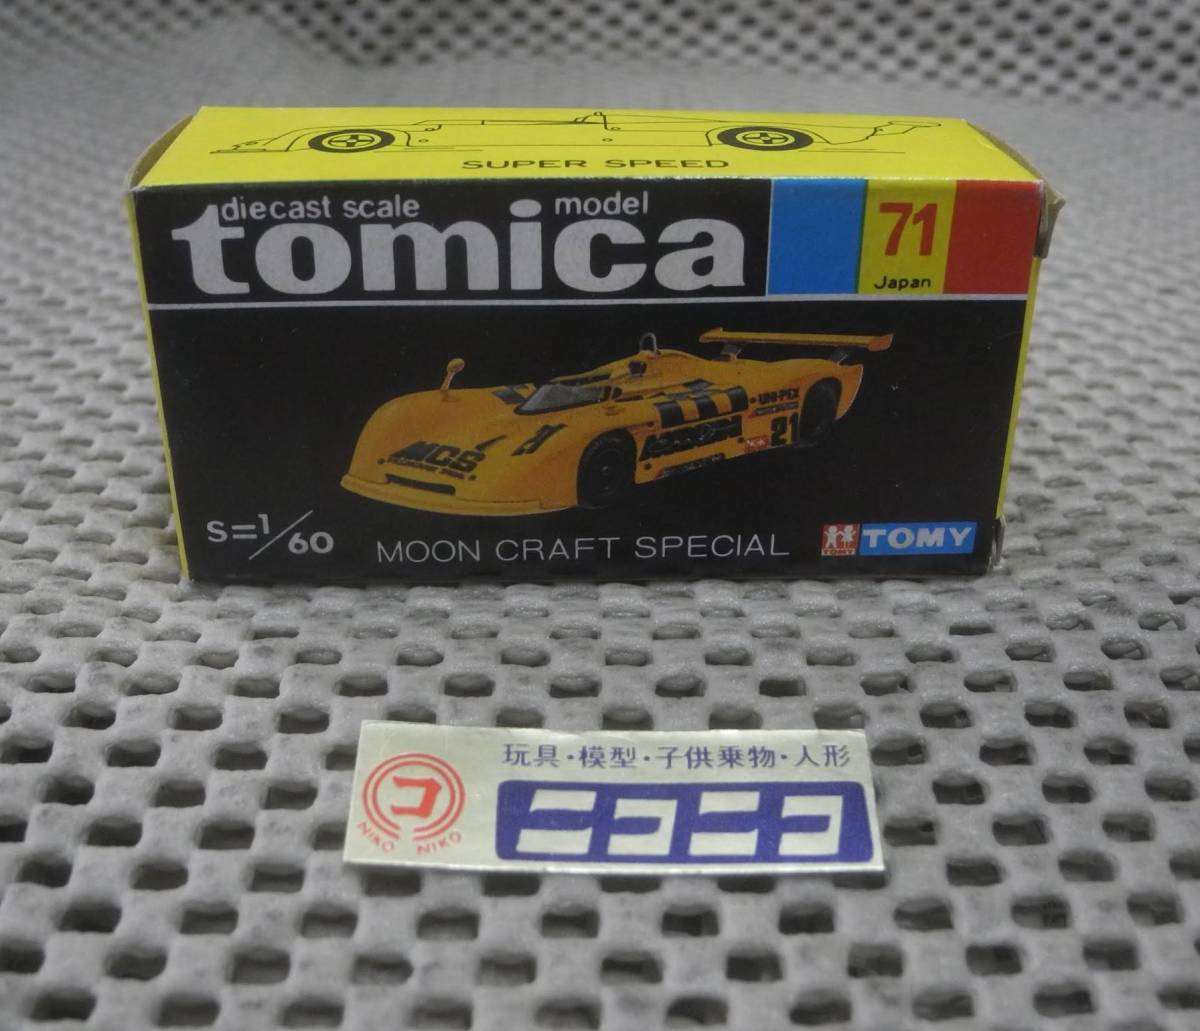 SUPER SPEED
diecast scale model
tomica
71
Japan
UNI-PEX
MCS
21
S=1/60
MOON CRAFT SPECIAL
TOMY
TOMY
玩具・模型・子供乗物・人形
コ
NIKO NIKO
ニコニコ